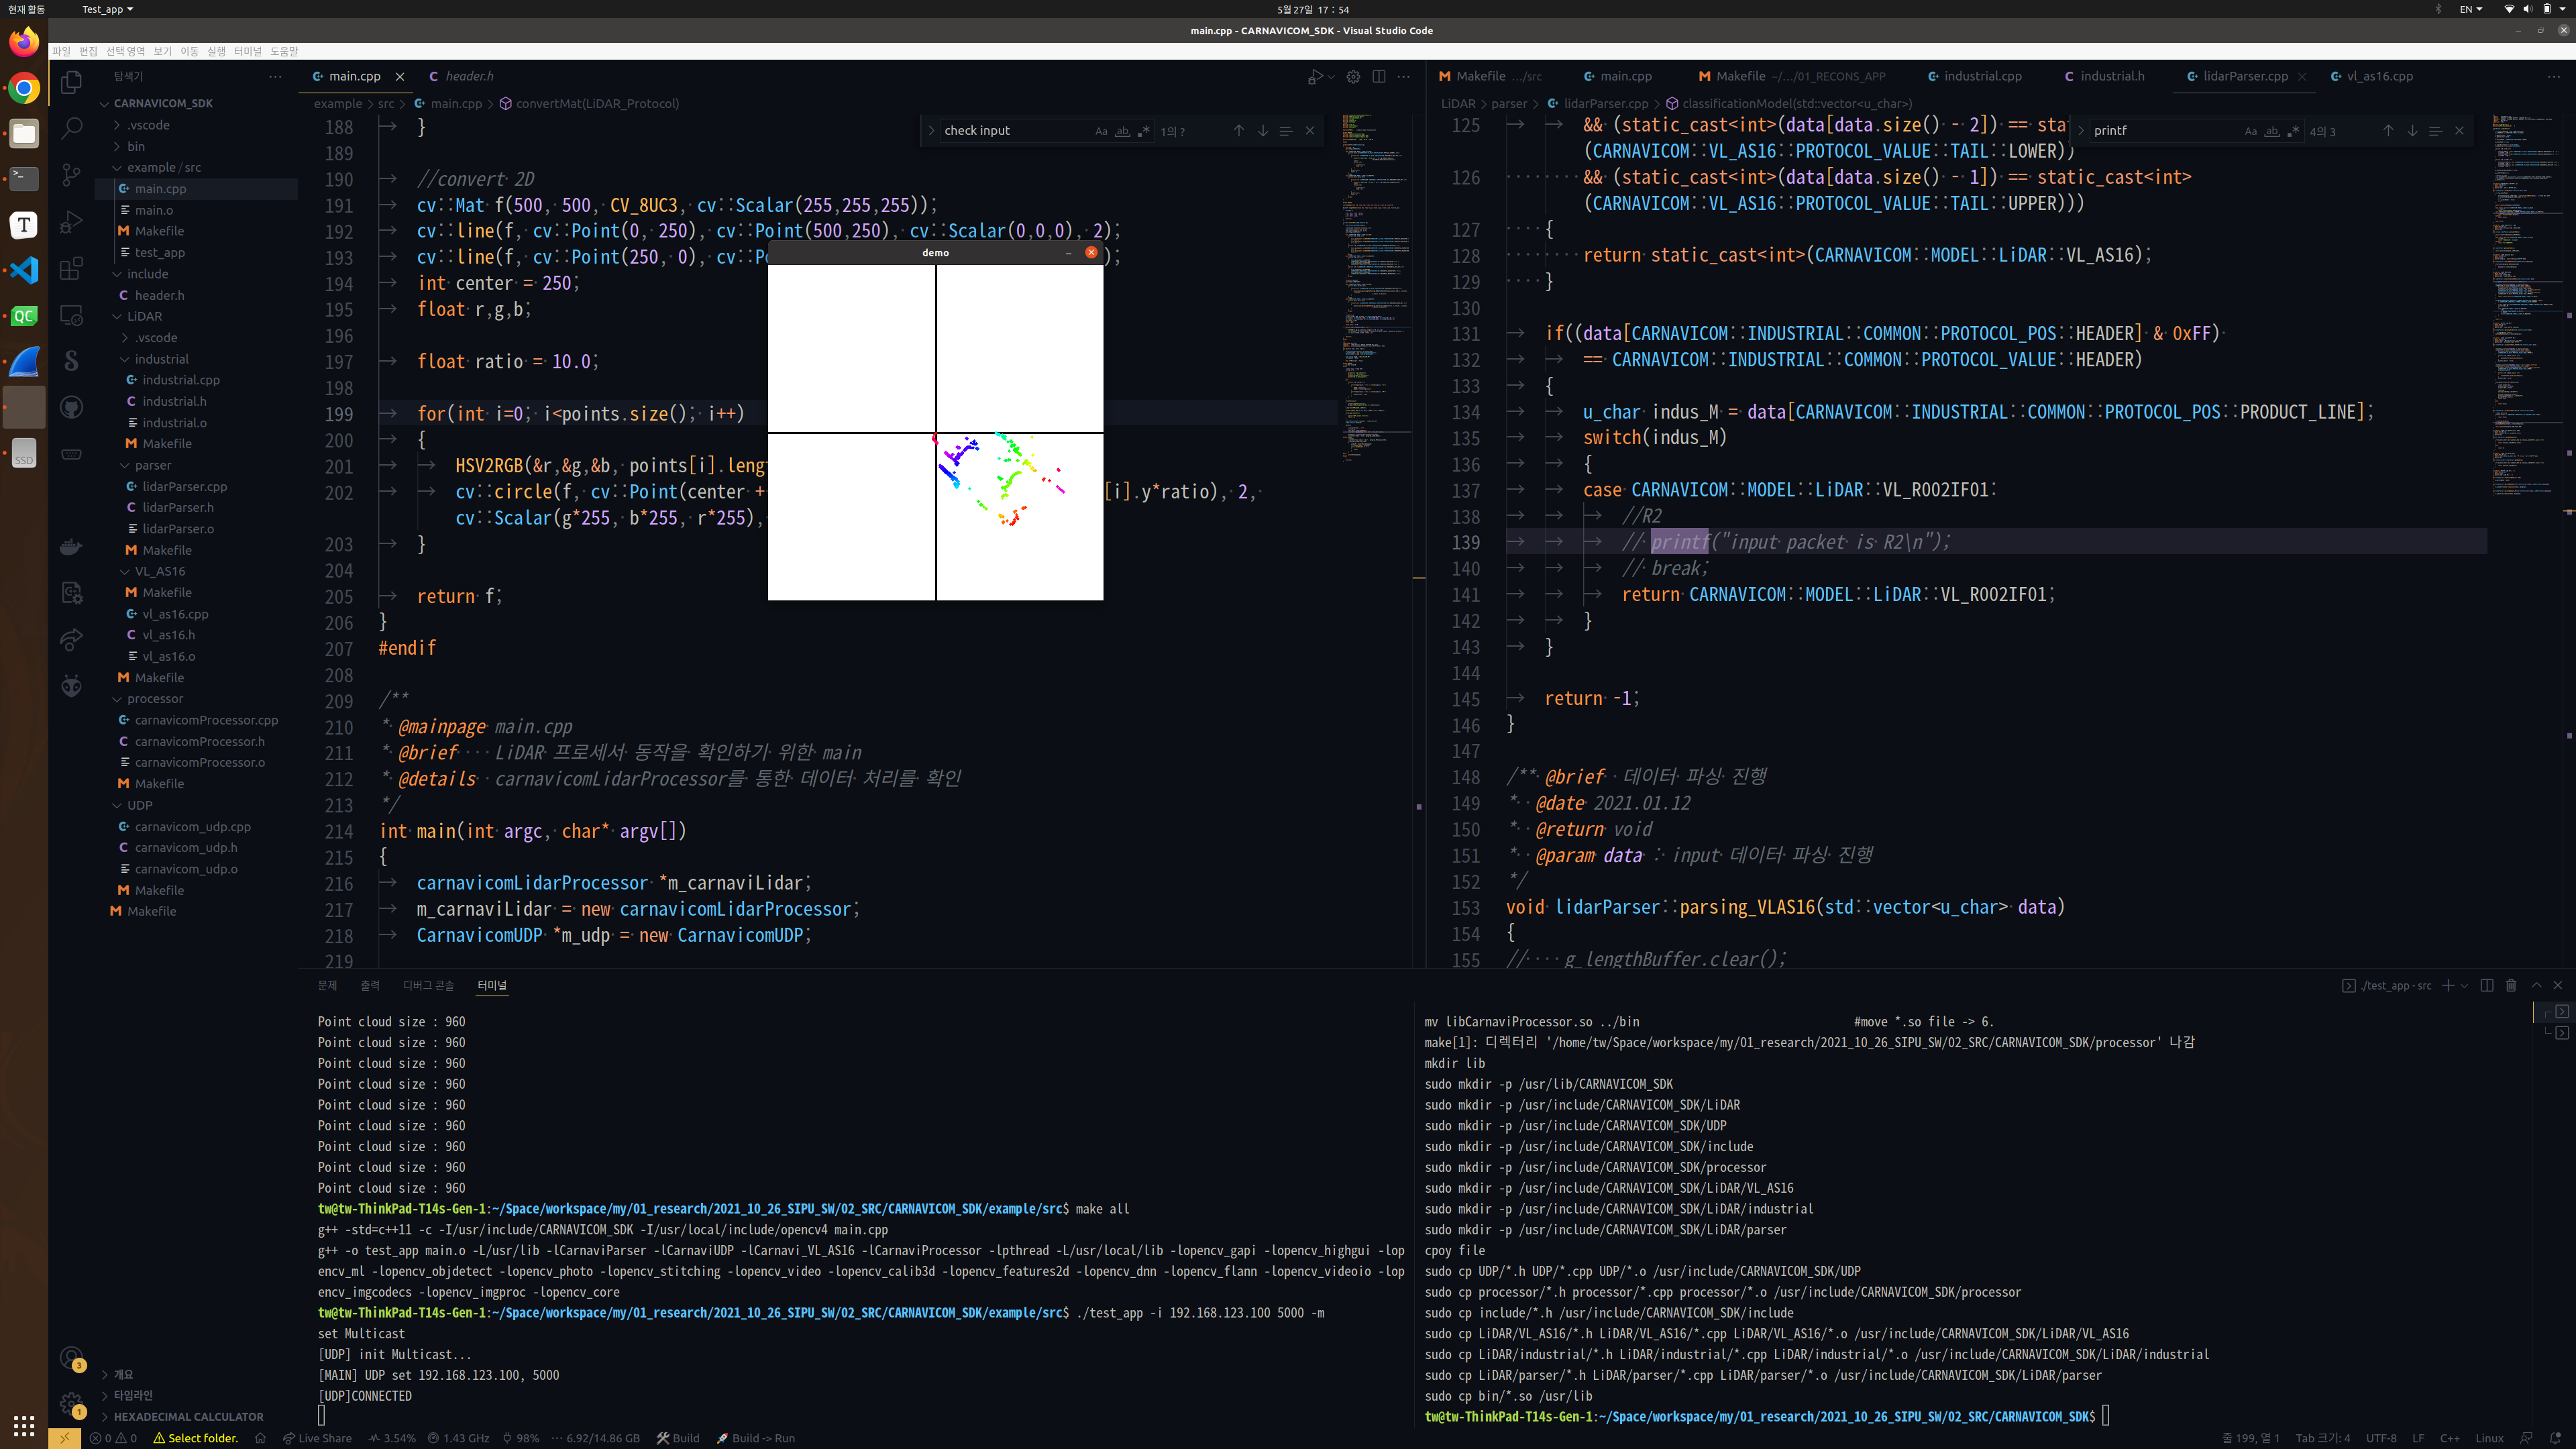 현재 활동
Test_app
5월 27일 17 : 54
EN
main.cpp - CARNAVICOM_SDK - Visual Studio Code
파일 편집 선택 영역 보기 이동 실행 터미널 도움말
탐색기
CARNAVICOM_SDK
.vscode
bin
example / src
main.cpp
main.o
Makefile
test_app
include
header.h
LiDAR
.vscode
industrial
industrial.cpp
industrial.h
industrial.o
Makefile
parser
lidarParser.cpp
lidarParser.h
lidarParser.o
Makefile
VL_AS16
Makefile
vl_as16.cpp
vl_as16.h
vl_as16.o
Makefile
processor
carnavicomProcessor.cpp
carnavicomProcessor.h
carnavicomProcessor.o
Makefile
UDP
carnavicom_udp.cpp
carnavicom_udp.h
carnavicom_udp.o
Makefile
Makefile
개요
타임라인
HEXADECIMAL CALCULATOR
main.cpp
header.h
example > src > main.cpp > convertMat(LiDAR_Protocol)
check input
1의 ?
188 }
189
190 //convert 2D
191 cv::Mat f(500, 500, CV_8UC3, cv::Scalar(255,255,255));
192 cv::line(f, cv::Point(0, 250), cv::Point(500,250), cv::Scalar(0,0,0), 2);
193 cv::line(f, cv::Point(250, 0), cv::Po );
194 int center = 250;
195 float r,g,b;
196
197 float ratio = 10.0;
198
199 for(int i=0; i<points.size(); i++)
200 {
201 HSV2RGB(&r,&g,&b, points[i].leng
202 cv::circle(f, cv::Point(center + [i].y*ratio), 2,
cv::Scalar(g*255, b*255, r*255),
203 }
204
205 return f;
206 }
207 #endif
208
209 /**
210 * @mainpage main.cpp
211 * @brief LiDAR 프로세서 동작을 확인하기 위한 main
212 * @details carnavicomLidarProcessor를 통한 데이터 처리를 확인
213 */
214 int main(int argc, char* argv[])
215 {
216 carnavicomLidarProcessor *m_carnaviLidar;
217 m_carnaviLidar = new carnavicomLidarProcessor;
218 CarnavicomUDP *m_udp = new CarnavicomUDP;
219
demo
Makefile .../src
main.cpp
Makefile ~/.../01_RECONS_APP
industrial.cpp
industrial.h
lidarParser.cpp
vl_as16.cpp
LiDAR > parser > lidarParser.cpp > classificationModel(std::vector<u_char>)
printf
4의 3
125 && (static_cast<int>(data[data.size() - 2]) == sta
(CARNAVICOM::VL_AS16::PROTOCOL_VALUE::TAIL::LOWER))
126 && (static_cast<int>(data[data.size() - 1]) == static_cast<int>
(CARNAVICOM::VL_AS16::PROTOCOL_VALUE::TAIL::UPPER)))
127 {
128 return static_cast<int>(CARNAVICOM::MODEL::LiDAR::VL_AS16);
129 }
130
131 if((data[CARNAVICOM::INDUSTRIAL::COMMON::PROTOCOL_POS::HEADER] & 0xFF)
132 == CARNAVICOM::INDUSTRIAL::COMMON::PROTOCOL_VALUE::HEADER)
133 {
134 u_char indus_M = data[CARNAVICOM::INDUSTRIAL::COMMON::PROTOCOL_POS::PRODUCT_LINE];
135 switch(indus_M)
136 {
137 case CARNAVICOM::MODEL::LiDAR::VL_R002IF01:
138 //R2
139 // printf("input packet is R2\n");
140 // break;
141 return CARNAVICOM::MODEL::LiDAR::VL_R002IF01;
142 }
143 }
144
145 return -1;
146 }
147
148 /** @brief 데이터 파싱 진행
149 * @date 2021.01.12
150 * @return void
151 * @param data : input 데이터 파싱 진행
152 */
153 void lidarParser::parsing_VLAS16(std::vector<u_char> data)
154 {
155 // g_lengthBuffer.clear();
문제 출력 디버그 콘솔 터미널
./test_app - src
Point cloud size : 960
Point cloud size : 960
Point cloud size : 960
Point cloud size : 960
Point cloud size : 960
Point cloud size : 960
Point cloud size : 960
Point cloud size : 960
Point cloud size : 960
tw@tw-ThinkPad-T14s-Gen-1:~/Space/workspace/my/01_research/2021_10_26_SIPU_SW/02_SRC/CARNAVICOM_SDK/example/src$ make all
g++ -std=c++11 -c -I/usr/include/CARNAVICOM_SDK -I/usr/local/include/opencv4 main.cpp
g++ -o test_app main.o -L/usr/lib -lCarnaviParser -lCarnaviUDP -lCarnavi_VL_AS16 -lCarnaviProcessor -lpthread -L/usr/local/lib -lopencv_gapi -lopencv_highgui -lop
encv_ml -lopencv_objdetect -lopencv_photo -lopencv_stitching -lopencv_video -lopencv_calib3d -lopencv_features2d -lopencv_dnn -lopencv_flann -lopencv_videoio -lop
encv_imgcodecs -lopencv_imgproc -lopencv_core
tw@tw-ThinkPad-T14s-Gen-1:~/Space/workspace/my/01_research/2021_10_26_SIPU_SW/02_SRC/CARNAVICOM_SDK/example/src$ ./test_app -i 192.168.123.100 5000 -m
set Multicast
[UDP] init Multicast...
[MAIN] UDP set 192.168.123.100, 5000
[UDP]CONNECTED
mv libCarnaviProcessor.so ../bin #move *.so file -> 6.
make[1]: 디렉터리 '/home/tw/Space/workspace/my/01_research/2021_10_26_SIPU_SW/02_SRC/CARNAVICOM_SDK/processor' 나감
mkdir lib
sudo mkdir -p /usr/lib/CARNAVICOM_SDK
sudo mkdir -p /usr/include/CARNAVICOM_SDK/LiDAR
sudo mkdir -p /usr/include/CARNAVICOM_SDK/UDP
sudo mkdir -p /usr/include/CARNAVICOM_SDK/include
sudo mkdir -p /usr/include/CARNAVICOM_SDK/processor
sudo mkdir -p /usr/include/CARNAVICOM_SDK/LiDAR/VL_AS16
sudo mkdir -p /usr/include/CARNAVICOM_SDK/LiDAR/industrial
sudo mkdir -p /usr/include/CARNAVICOM_SDK/LiDAR/parser
cpoy file
sudo cp UDP/*.h UDP/*.cpp UDP/*.o /usr/include/CARNAVICOM_SDK/UDP
sudo cp processor/*.h processor/*.cpp processor/*.o /usr/include/CARNAVICOM_SDK/processor
sudo cp include/*.h /usr/include/CARNAVICOM_SDK/include
sudo cp LiDAR/VL_AS16/*.h LiDAR/VL_AS16/*.cpp LiDAR/VL_AS16/*.o /usr/include/CARNAVICOM_SDK/LiDAR/VL_AS16
sudo cp LiDAR/industrial/*.h LiDAR/industrial/*.cpp LiDAR/industrial/*.o /usr/include/CARNAVICOM_SDK/LiDAR/industrial
sudo cp LiDAR/parser/*.h LiDAR/parser/*.cpp LiDAR/parser/*.o /usr/include/CARNAVICOM_SDK/LiDAR/parser
sudo cp bin/*.so /usr/lib
tw@tw-ThinkPad-T14s-Gen-1:~/Space/workspace/my/01_research/2021_10_26_SIPU_SW/02_SRC/CARNAVICOM_SDK$
0 0 Select folder. Live Share 3.54% 1.43 GHz 98% 6.92/14.86 GB Build Build -> Run
줄 199, 열 1 Tab 크기: 4 UTF-8 LF C++ Linux